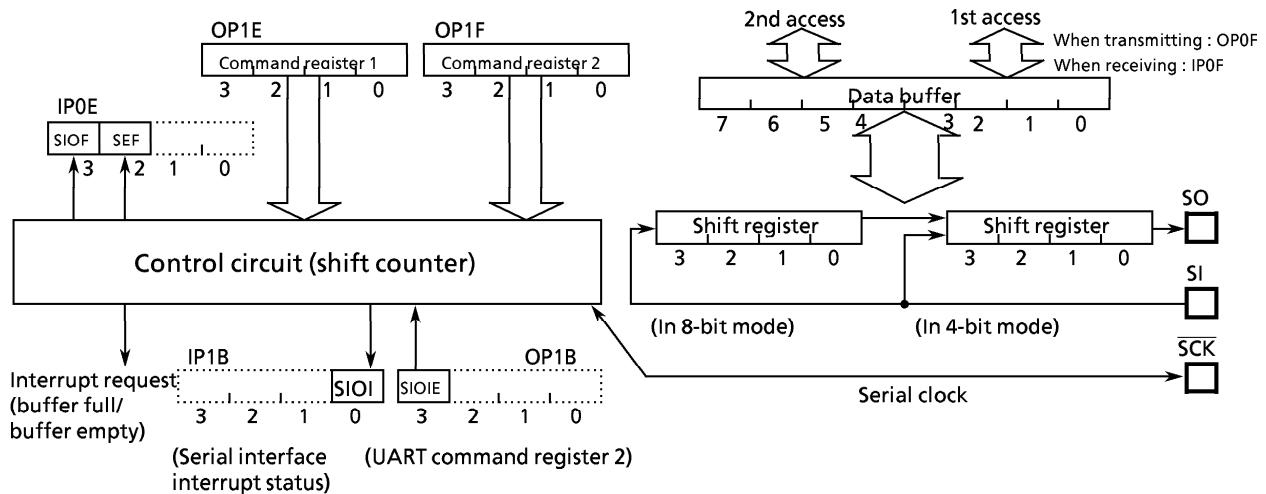 OP1E
Command register 1
3 2 1 0
OP1F
Command register 2
3 2 1 0
2nd access
1st access
When transmitting : OP0F
When receiving : IP0F
Data buffer
7 6 5 4 3 2 1 0
IP0E
SIOF SEF
3 2 1 0
Control circuit (shift counter)
Shift register
3 2 1 0
Shift register
3 2 1 0
SO
SI
SCK
(In 8-bit mode)
(In 4-bit mode)
Serial clock
Interrupt request
(buffer full/
buffer empty)
IP1B
SIOI
3 2 1 0
(Serial interface
interrupt status)
OP1B
SIOIE
3 2 1 0
(UART command register 2)